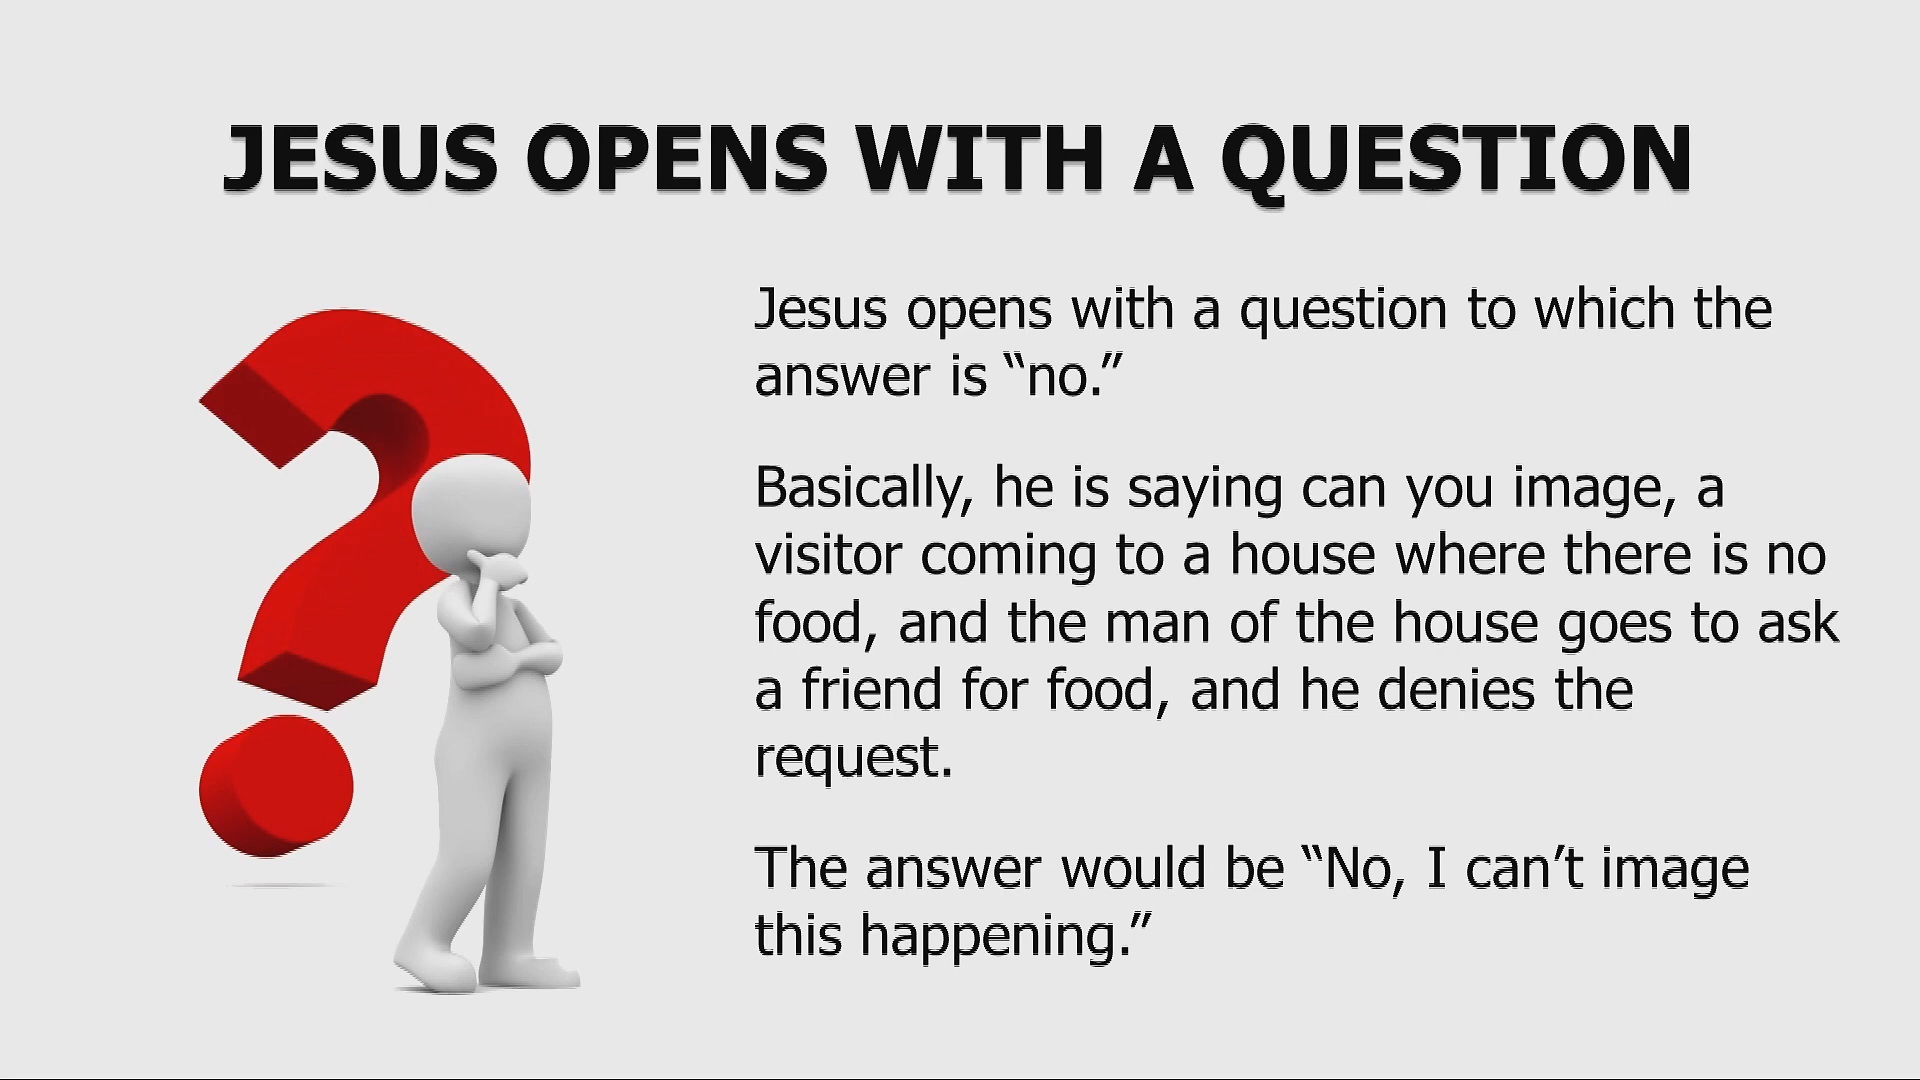 JESUS OPENS WITH A QUESTION
Jesus opens with a question to which the
answer is “no.”
Basically, he is saying can you image, a
visitor coming to a house where there is no
food, and the man of the house goes to ask
a friend for food, and he denies the
request.
The answer would be “No, I can’t image
this happening.”